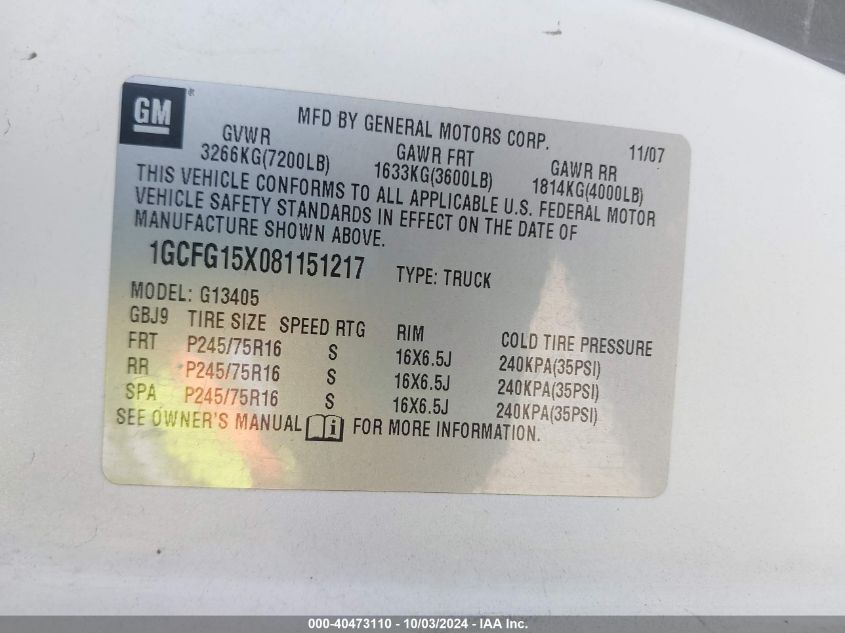 GM
MFD BY GENERAL MOTORS CORP. 11/07
GVWR GAWR FRT GAWR RR
3266KG(7200LB) 1633KG(3600LB) 1814KG(4000LB)
THIS VEHICLE CONFORMS TO ALL APPLICABLE U.S. FEDERAL MOTOR
VEHICLE SAFETY STANDARDS IN EFFECT ON THE DATE OF
MANUFACTURE SHOWN ABOVE.
1GCFG15X081151217 TYPE: TRUCK
MODEL: G13405
GBJ9 TIRE SIZE SPEED RTG RIM COLD TIRE PRESSURE
FRT P245/75R16 S 16X6.5J 240KPA(35PSI)
RR P245/75R16 S 16X6.5J 240KPA(35PSI)
SPA P245/75R16 S 16X6.5J 240KPA(35PSI)
SEE OWNER'S MANUAL i FOR MORE INFORMATION.
000-40473110 - 10/03/2024 - IAA Inc.